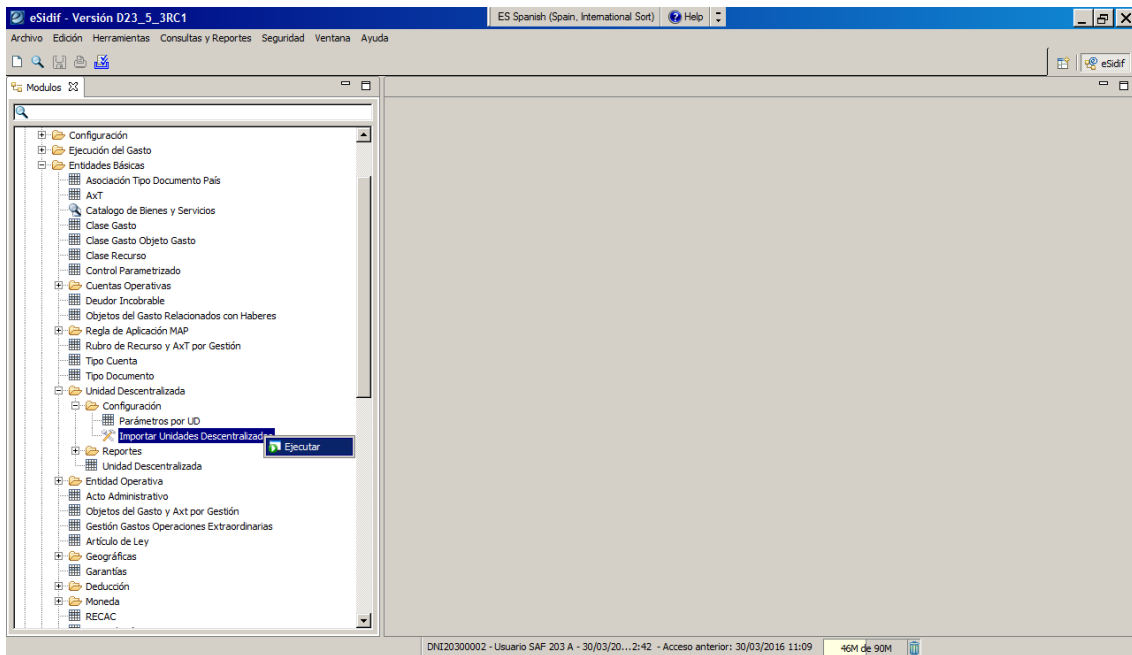 eSidif - Versión D23_5_3RC1
ES Spanish (Spain, International Sort) Help
Archivo Edición Herramientas Consultas y Reportes Seguridad Ventana Ayuda
eSidif
Modulos
Configuración
Ejecución del Gasto
Entidades Básicas
Asociación Tipo Documento País
AxT
Catalogo de Bienes y Servicios
Clase Gasto
Clase Gasto Objeto Gasto
Clase Recurso
Control Parametrizado
Cuentas Operativas
Deudor Incobrable
Objetos del Gasto Relacionados con Haberes
Regla de Aplicación MAP
Rubro de Recurso y AxT por Gestión
Tipo Cuenta
Tipo Documento
Unidad Descentralizada
Configuración
Parámetros por UD
Importar Unidades Descentralizadas
Ejecutar
Reportes
Unidad Descentralizada
Entidad Operativa
Acto Administrativo
Objetos del Gasto y Axt por Gestión
Gestión Gastos Operaciones Extraordinarias
Artículo de Ley
Geográficas
Garantías
Deducción
Moneda
RECAC
DNI20300002 - Usuario SAF 203 A - 30/03/20...2:42 - Acceso anterior: 30/03/2016 11:09
46M de 90M